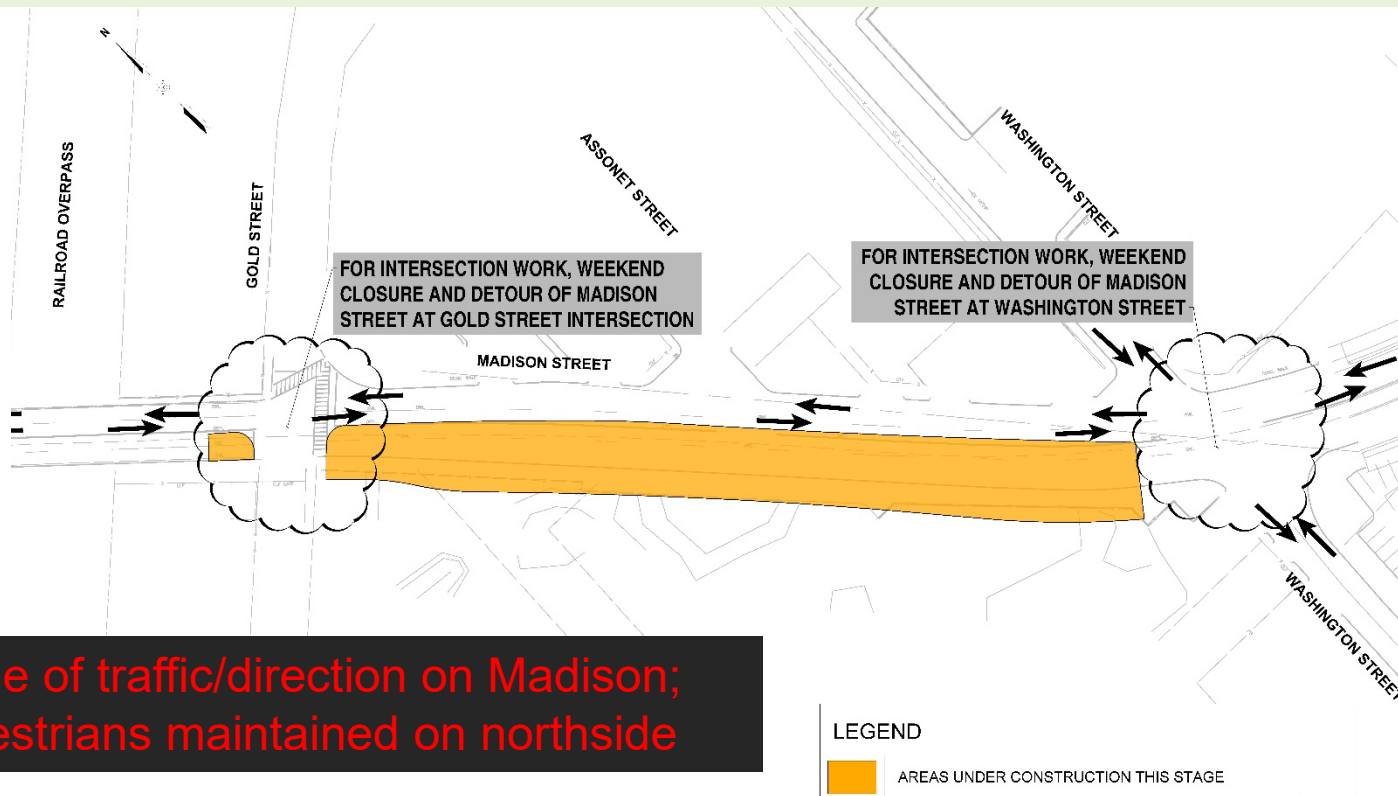 N
RAILROAD OVERPASS
GOLD STREET
ASSONET STREET
WASHINGTON STREET
FOR INTERSECTION WORK, WEEKEND
CLOSURE AND DETOUR OF MADISON
STREET AT GOLD STREET INTERSECTION
FOR INTERSECTION WORK, WEEKEND
CLOSURE AND DETOUR OF MADISON
STREET AT WASHINGTON STREET
MADISON STREET
WASHINGTON STREET
e of traffic/direction on Madison;
estrians maintained on northside
LEGEND
AREAS UNDER CONSTRUCTION THIS STAGE